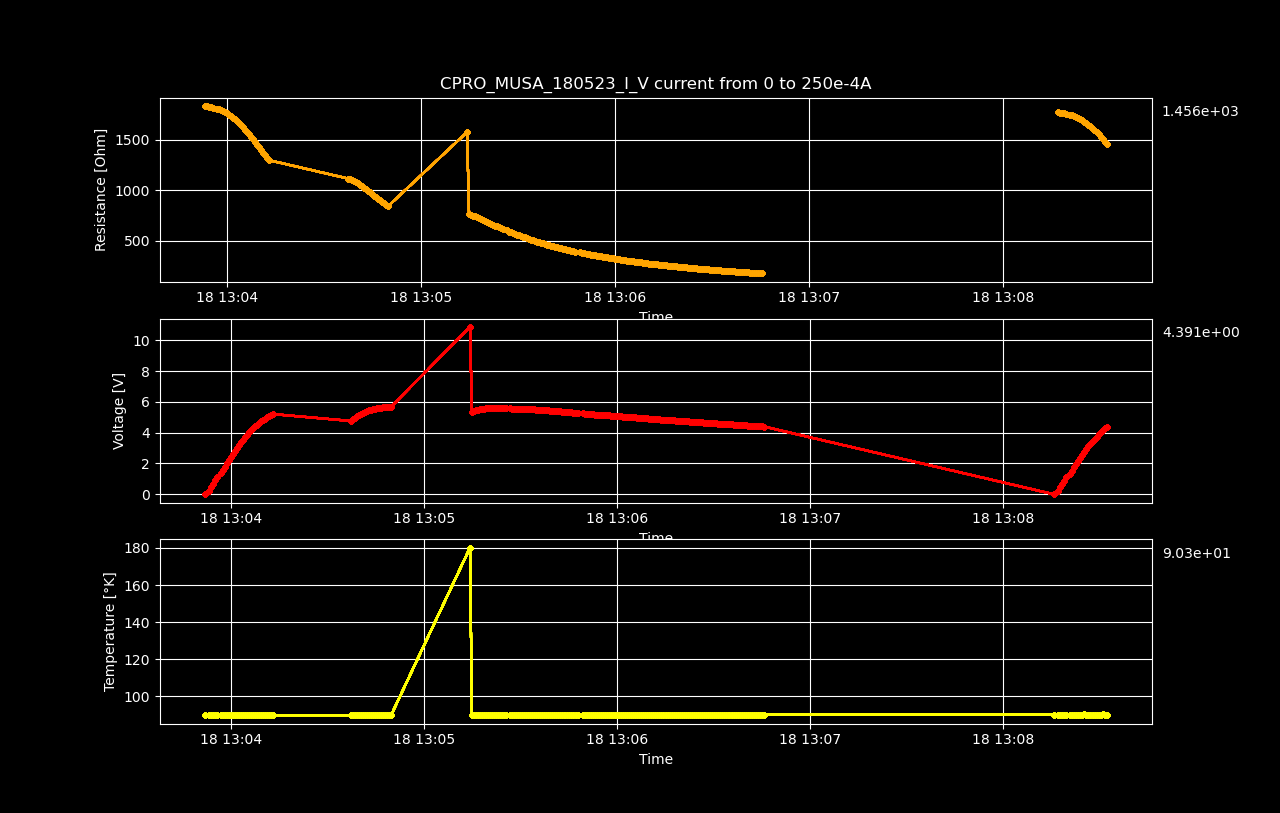 CPRO_MUSA_180523_I_V current from 0 to 250e-4A
1.456e+03
Resistance [Ohm]
1500
1000
500
18 13:04 18 13:05 18 13:06 18 13:07 18 13:08
Time
4.391e+00
Voltage [V]
10
8
6
4
2
0
18 13:04 18 13:05 18 13:06 18 13:07 18 13:08
Time
9.03e+01
Temperature [°K]
180
160
140
120
100
18 13:04 18 13:05 18 13:06 18 13:07 18 13:08
Time